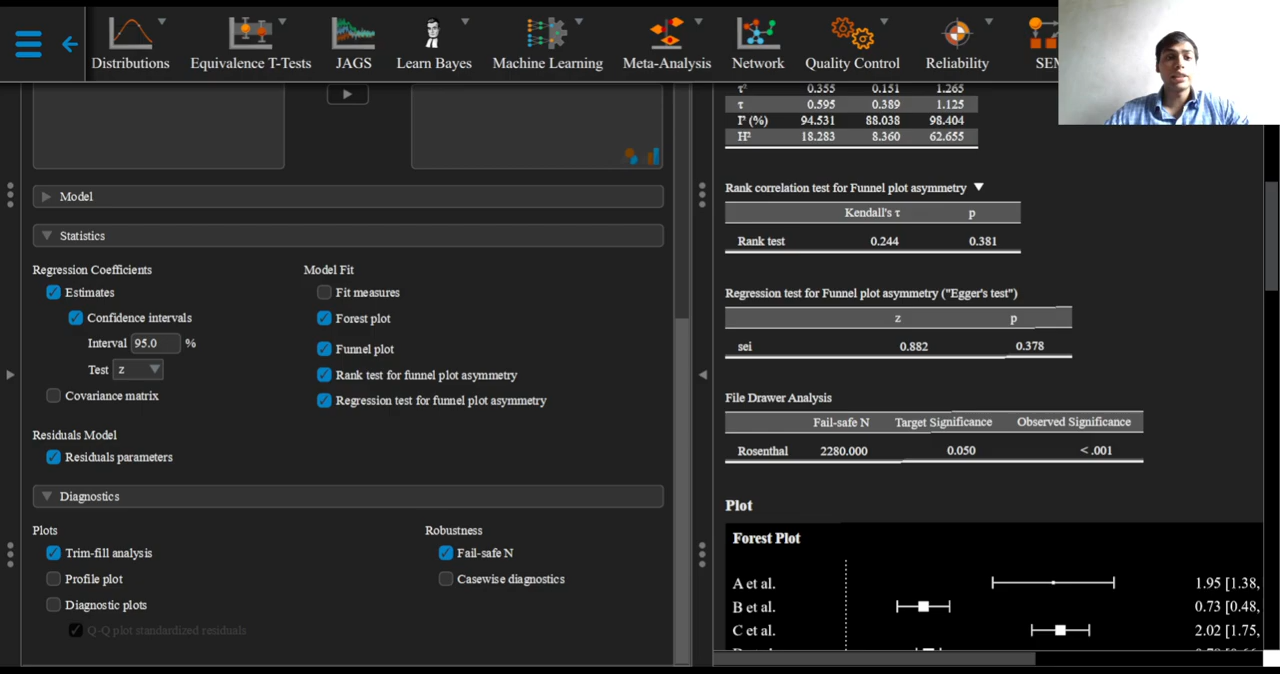 Distributions
Equivalence T-Tests
JAGS
Learn Bayes
Machine Learning
Meta-Analysis
Network
Quality Control
Reliability
SEM
Model
Statistics
Regression Coefficients
Estimates
Confidence intervals
Interval 95.0 %
Test z
Covariance matrix
Model Fit
Fit measures
Forest plot
Funnel plot
Rank test for funnel plot asymmetry
Regression test for funnel plot asymmetry
Residuals Model
Residuals parameters
Diagnostics
Plots
Trim-fill analysis
Profile plot
Diagnostic plots
Q-Q plot standardized residuals
Robustness
Fail-safe N
Casewise diagnostics
τ² 0.355 0.151 1.265
τ 0.595 0.389 1.125
I² (%) 94.531 88.038 98.404
H² 18.283 8.360 62.655
Rank correlation test for Funnel plot asymmetry
Kendall's τ p
Rank test 0.244 0.381
Regression test for Funnel plot asymmetry ("Egger's test")
z p
sei 0.882 0.378
File Drawer Analysis
Fail-safe N Target Significance Observed Significance
Rosenthal 2280.000 0.050 < .001
Plot
Forest Plot
A et al. 1.95 [1.38,
B et al. 0.73 [0.48,
C et al. 2.02 [1.75,